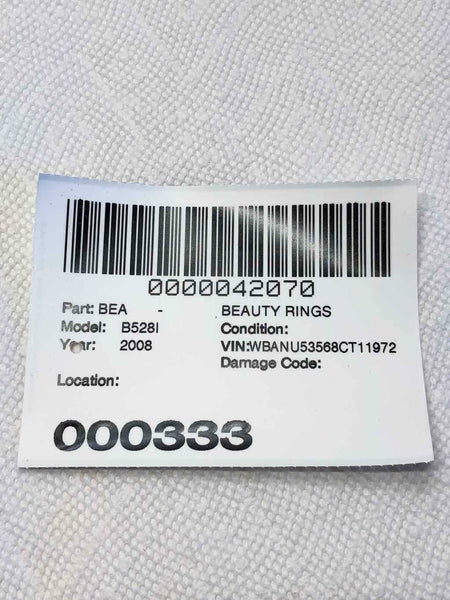 0000042070
Part: BEA - BEAUTY RINGS
Model: B528I Condition:
Year: 2008 VIN:WBANU53568CT11972
Damage Code:
Location:
000333